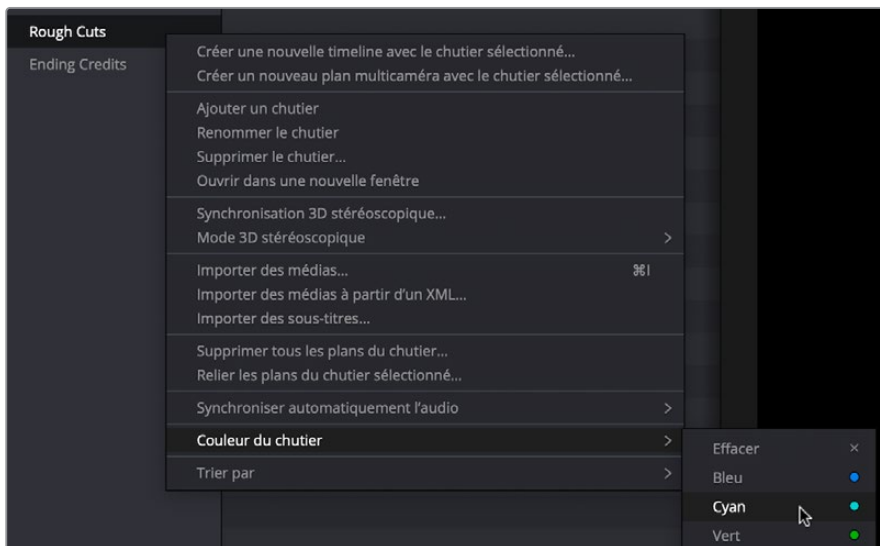 Rough Cuts
Ending Credits
Créer une nouvelle timeline avec le chutier sélectionné...
Créer un nouveau plan multicaméra avec le chutier sélectionné...
Ajouter un chutier
Renommer le chutier
Supprimer le chutier...
Ouvrir dans une nouvelle fenêtre
Synchronisation 3D stéréoscopique...
Mode 3D stéréoscopique
Importer des médias... ⌘I
Importer des médias à partir d’un XML...
Importer des sous-titres...
Supprimer tous les plans du chutier...
Relier les plans du chutier sélectionné...
Synchroniser automatiquement l’audio
Couleur du chutier
Trier par
Effacer
Bleu
Cyan
Vert